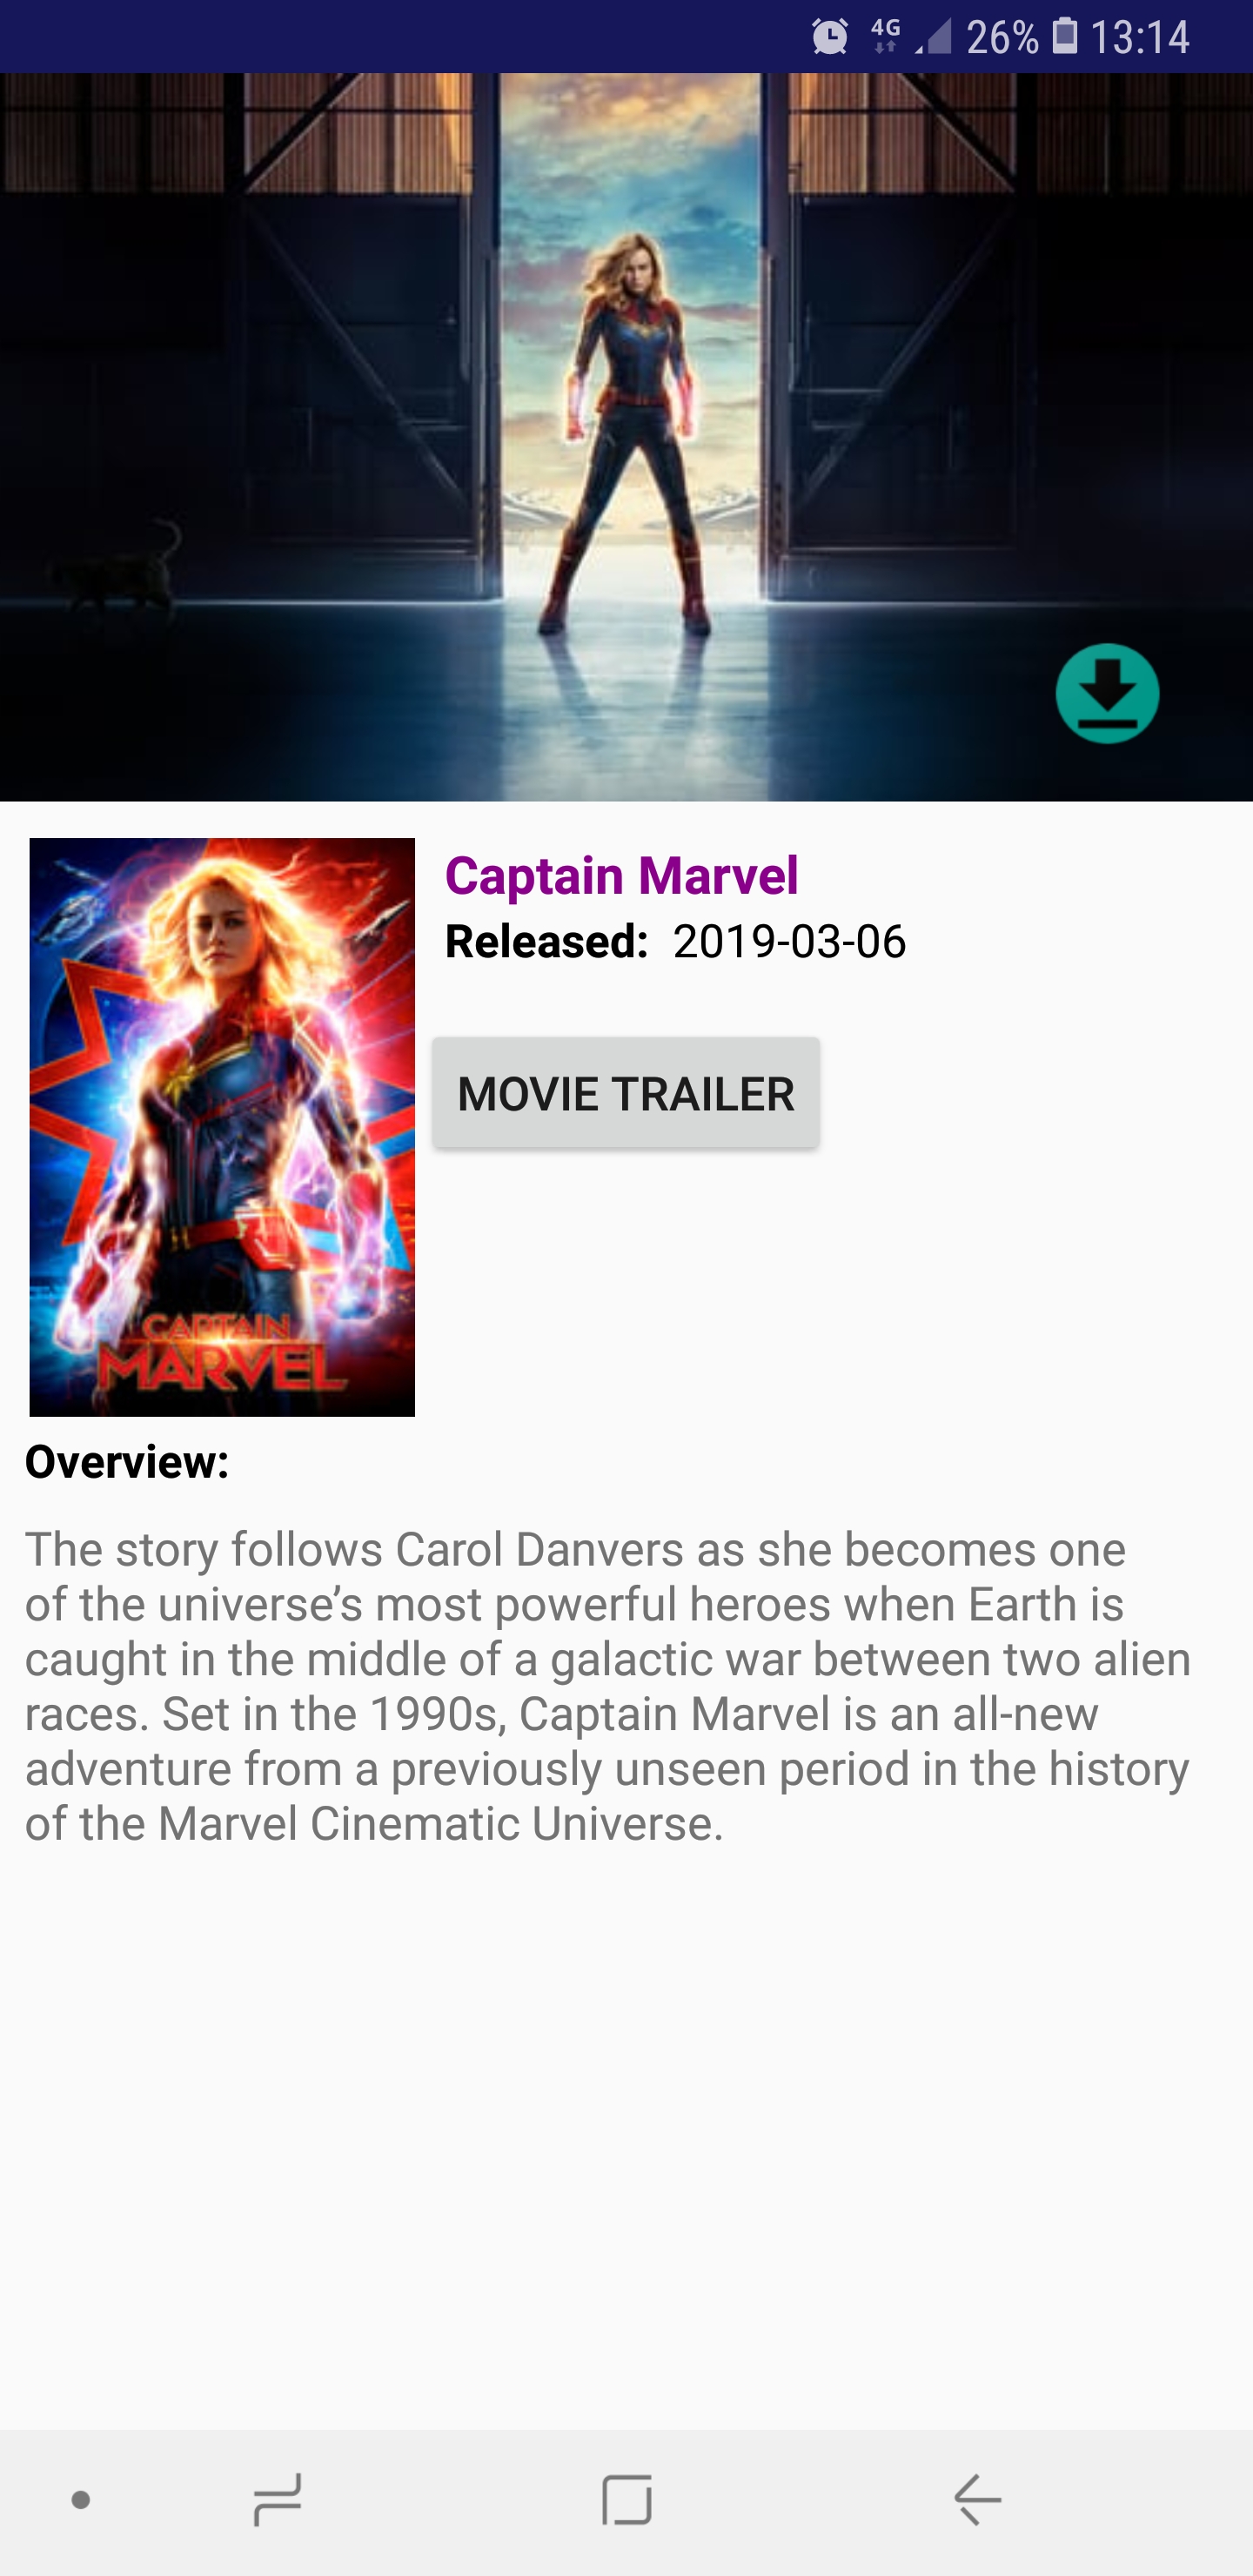 4G 26% 13:14
Captain Marvel
Released: 2019-03-06
MOVIE TRAILER
CAPTAIN
MARVEL
Overview:
The story follows Carol Danvers as she becomes one
of the universe’s most powerful heroes when Earth is
caught in the middle of a galactic war between two alien
races. Set in the 1990s, Captain Marvel is an all-new
adventure from a previously unseen period in the history
of the Marvel Cinematic Universe.